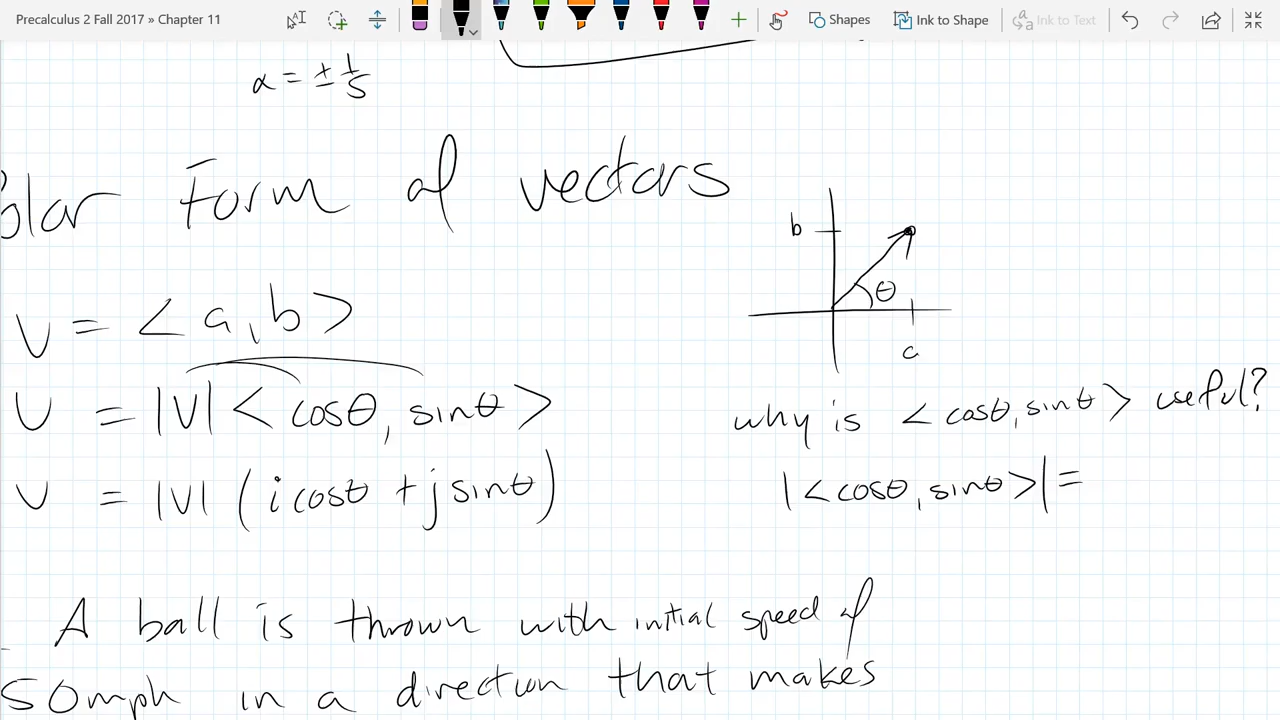 Precalculus 2 Fall 2017 » Chapter 11
Shapes
Ink to Shape
Ink to Text
α = ± 1/5
olar Form of vectors
b
θ
a
V = < a, b >
V = |V| < cosθ, sinθ >
why is < cosθ, sinθ > useful?
V = |V| ( i cosθ + j sinθ )
| < cosθ, sinθ > | =
A ball is thrown with initial speed of
50mph in a direction that makes